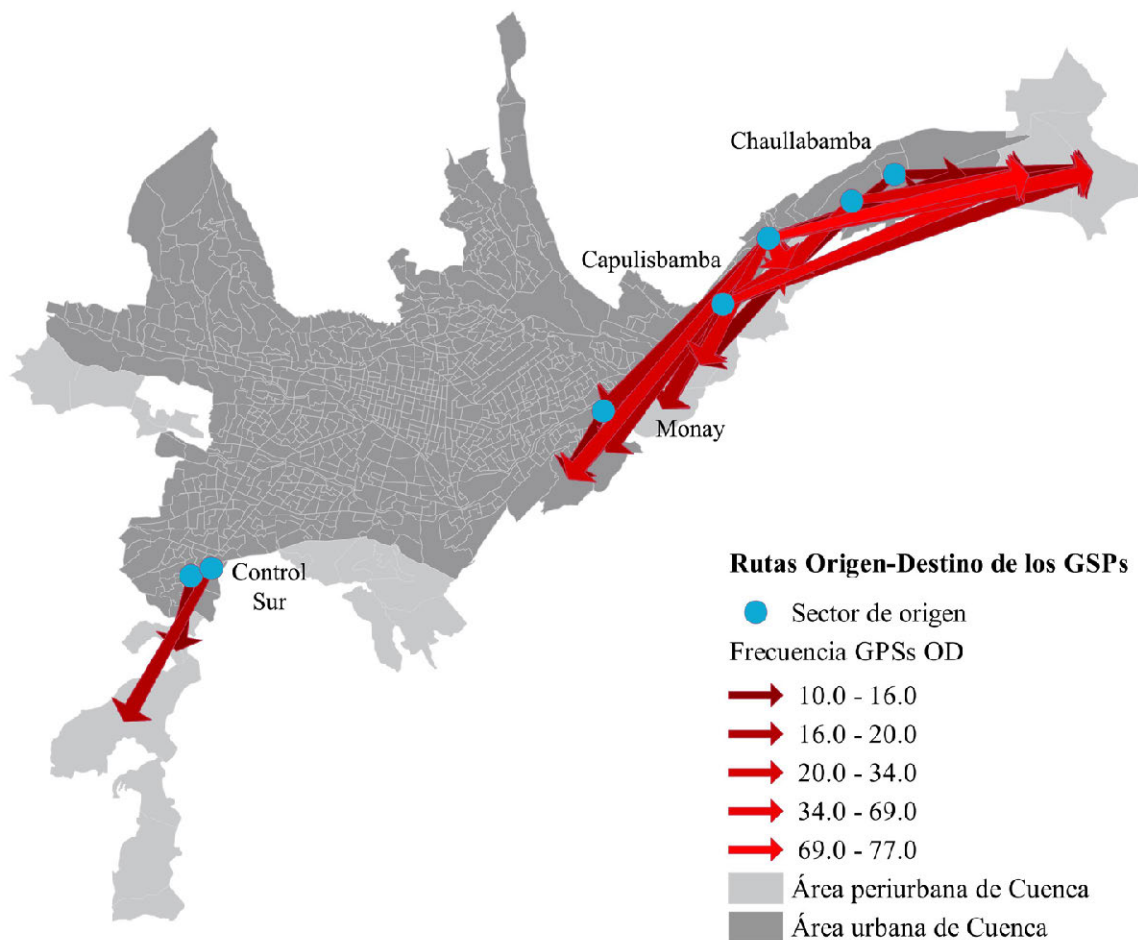 Chaullabamba
Capulisbamba
Monay
Control
Sur
Rutas Origen-Destino de los GSPs
Sector de origen
Frecuencia GPSs OD
10.0 - 16.0
16.0 - 20.0
20.0 - 34.0
34.0 - 69.0
69.0 - 77.0
Área periurbana de Cuenca
Área urbana de Cuenca